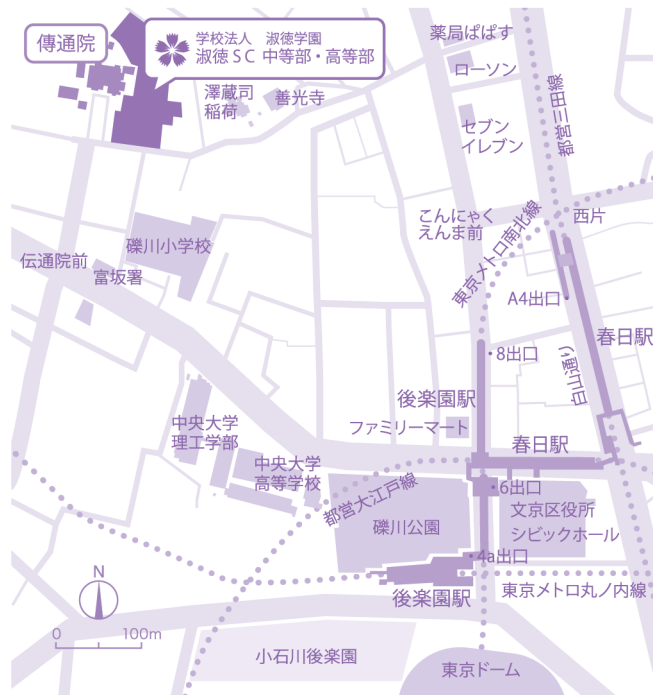 傳通院
学校法人　淑徳学園
淑徳SC 中等部・高等部
薬局ぱぱす
ローソン
澤蔵司
稲荷
善光寺
セブン
イレブン
都営三田線
こんにゃく
えんま前
西片
東京メトロ南北線
礫川小学校
伝通院前
富坂署
A4出口
春日駅
白山通り
8出口
後楽園駅
ファミリーマート
春日駅
中央大学
理工学部
中央大学
高等学校
都営大江戸線
6出口
文京区役所
シビックホール
礫川公園
4a出口
東京メトロ丸ノ内線
後楽園駅
N
0 100m
小石川後楽園
東京ドーム